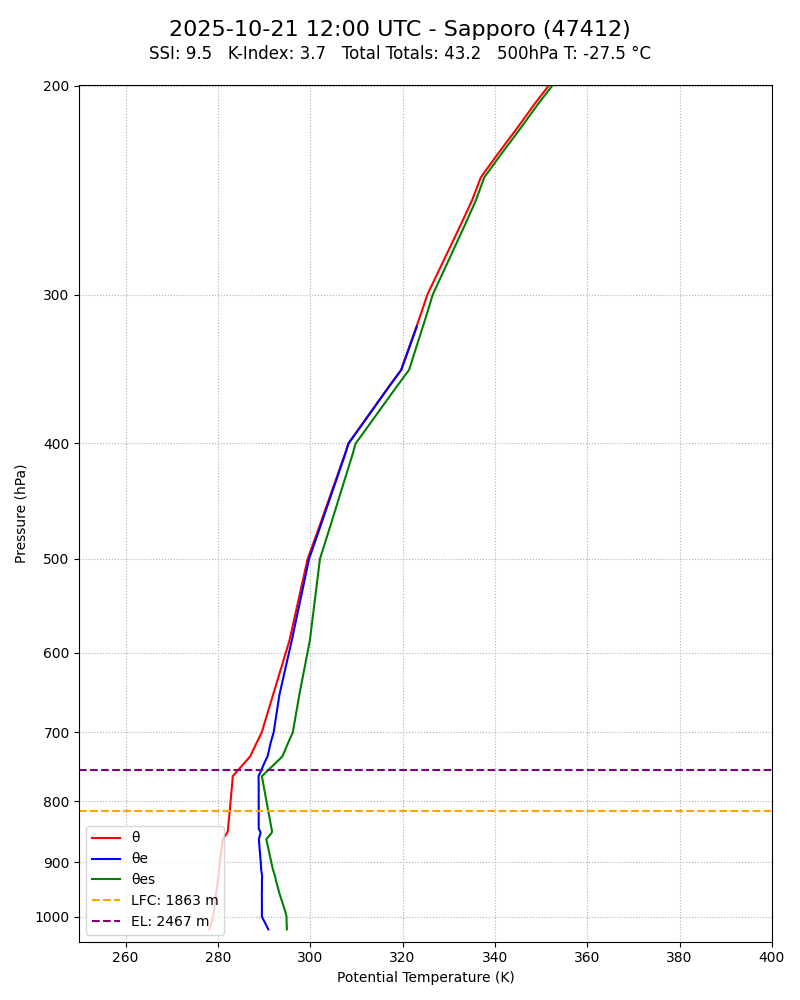 2025-10-21 12:00 UTC - Sapporo (47412)
SSI: 9.5   K-Index: 3.7   Total Totals: 43.2   500hPa T: -27.5 °C
200
300
400
500
600
700
800
900
1000
Pressure (hPa)
θ
θe
θes
LFC: 1863 m
EL: 2467 m
260 280 300 320 340 360 380 400
Potential Temperature (K)